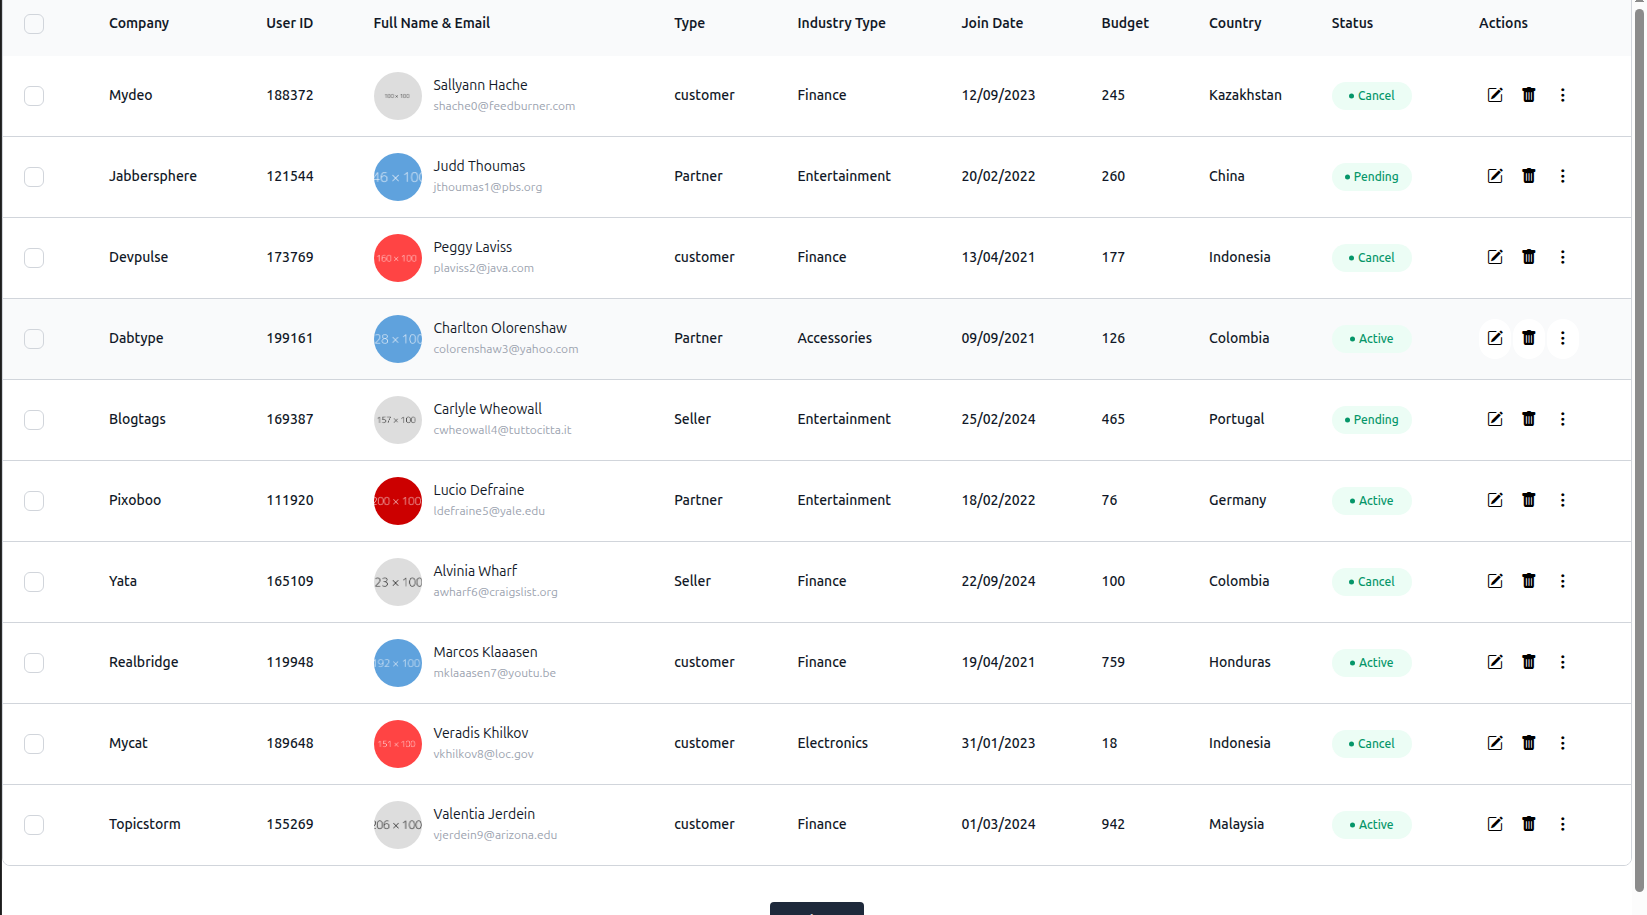 Company User ID Full Name & Email Type Industry Type Join Date Budget Country Status Actions
100 × 100 Sallyann Hache
Mydeo 188372 shache0@feedburner.com customer Finance 12/09/2023 245 Kazakhstan Cancel
46 × 100 Judd Thoumas
Jabbersphere 121544 jthoumas1@pbs.org Partner Entertainment 20/02/2022 260 China Pending
160 × 100 Peggy Laviss
Devpulse 173769 plaviss2@java.com customer Finance 13/04/2021 177 Indonesia Cancel
28 × 100 Charlton Olorenshaw
Dabtype 199161 colorenshaw3@yahoo.com Partner Accessories 09/09/2021 126 Colombia Active
157 × 100 Carlyle Wheowall
Blogtags 169387 cwheowall4@tuttocitta.it Seller Entertainment 25/02/2024 465 Portugal Pending
200 × 100 Lucio Defraine
Pixoboo 111920 ldefraine5@yale.edu Partner Entertainment 18/02/2022 76 Germany Active
23 × 100 Alvinia Wharf
Yata 165109 awharf6@craigslist.org Seller Finance 22/09/2024 100 Colombia Cancel
192 × 100 Marcos Klaaasen
Realbridge 119948 mklaaasen7@youtu.be customer Finance 19/04/2021 759 Honduras Active
151 × 100 Veradis Khilkov
Mycat 189648 vkhilkov8@loc.gov customer Electronics 31/01/2023 18 Indonesia Cancel
206 × 100 Valentia Jerdein
Topicstorm 155269 vjerdein9@arizona.edu customer Finance 01/03/2024 942 Malaysia Active